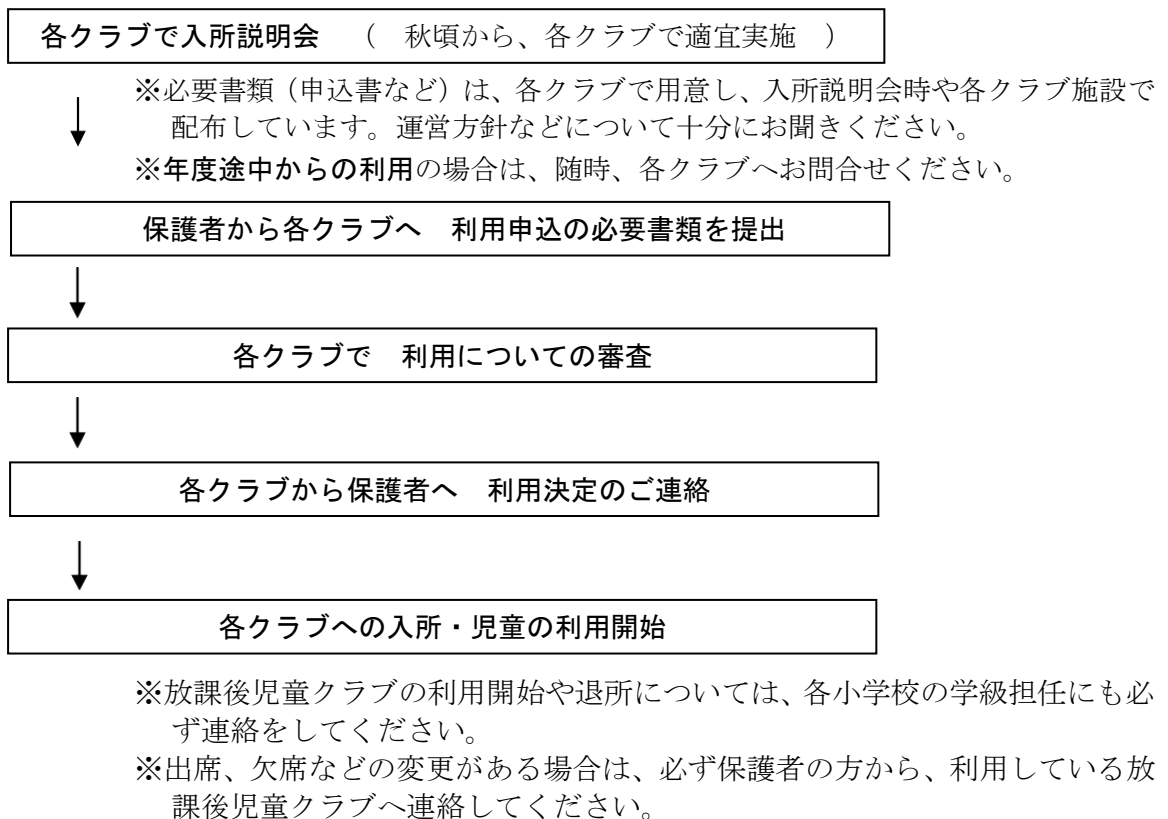 各クラブで入所説明会　（　秋頃から、各クラブで適宜実施　）
※必要書類（申込書など）は、各クラブで用意し、入所説明会時や各クラブ施設で
配布しています。運営方針などについて十分にお聞きください。
※年度途中からの利用の場合は、随時、各クラブへお問合せください。
保護者から各クラブへ　利用申込の必要書類を提出
各クラブで　利用についての審査
各クラブから保護者へ　利用決定のご連絡
各クラブへの入所・児童の利用開始
※放課後児童クラブの利用開始や退所については、各小学校の学級担任にも必
ず連絡をしてください。
※出席、欠席などの変更がある場合は、必ず保護者の方から、利用している放
課後児童クラブへ連絡してください。